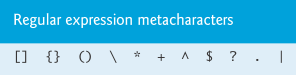 Regular expression metacharacters
[] {} () \ * + ^ $ ? . |